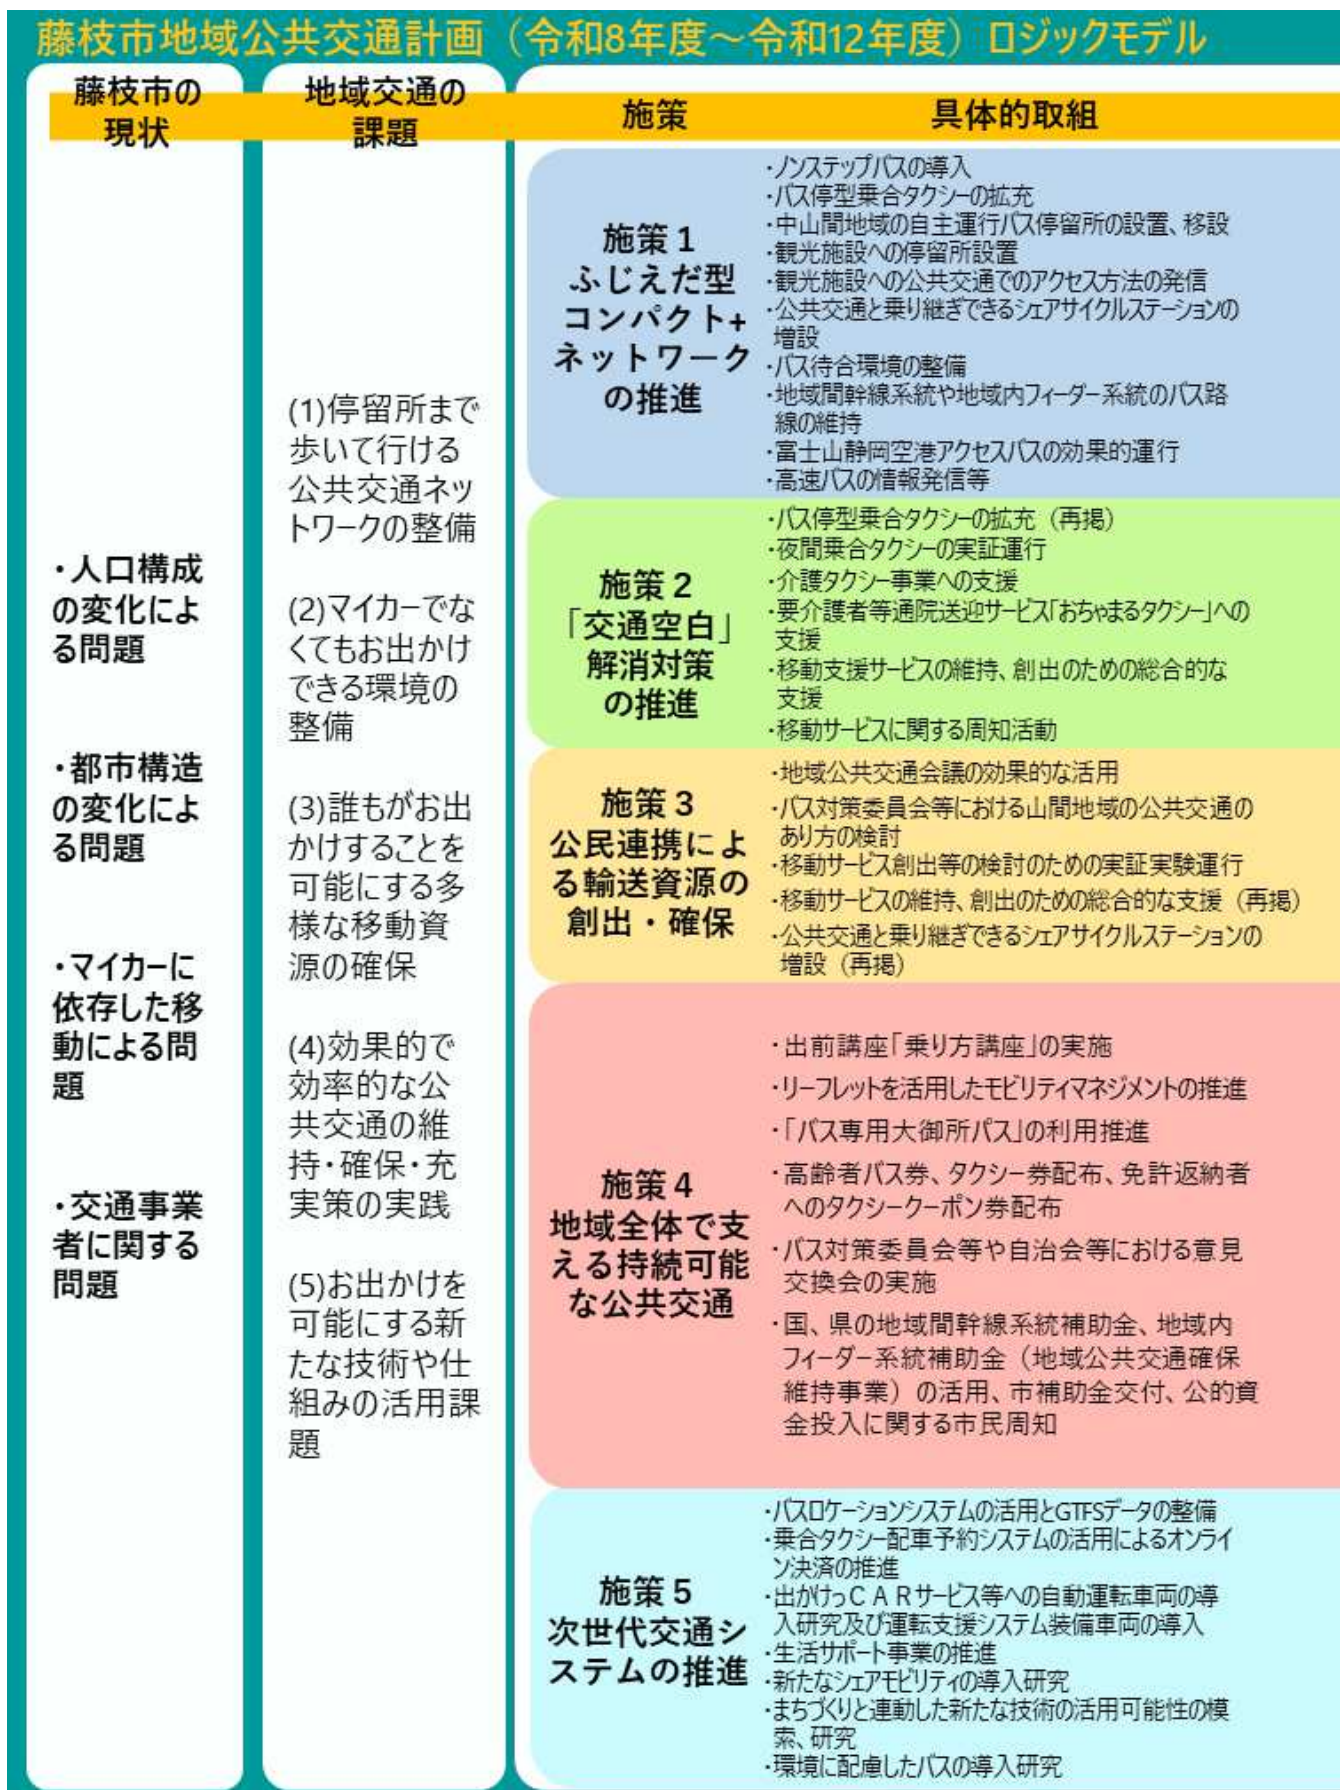 藤枝市地域公共交通計画（令和8年度～令和12年度）ロジックモデル
藤枝市の
現状
・人口構成
の変化によ
る問題
・都市構造
の変化によ
る問題
・マイカーに
依存した移
動による問
題
・交通事業
者に関する
問題
地域交通の
課題
(1)停留所まで
歩いて行ける
公共交通ネッ
トワークの整備
(2)マイカーでな
くてもお出かけ
できる環境の
整備
(3)誰もがお出
かけすることを
可能にする多
様な移動資
源の確保
(4)効果的で
効率的な公
共交通の維
持・確保・充
実策の実践
(5)お出かけを
可能にする新
たな技術や仕
組みの活用課
題
施策
具体的取組
施策１
ふじえだ型
コンパクト+
ネットワーク
の推進
・ノンステップバスの導入
・バス停型乗合タクシーの拡充
・中山間地域の自主運行バス停留所の設置、移設
・観光施設への停留所設置
・観光施設への公共交通でのアクセス方法の発信
・公共交通と乗り継ぎできるシェアサイクルステーションの
増設
・バス待合環境の整備
・地域間幹線系統や地域内フィーダー系統のバス路
線の維持
・富士山静岡空港アクセスバスの効果的運行
・高速バスの情報発信等
施策２
「交通空白」
解消対策
の推進
・バス停型乗合タクシーの拡充（再掲）
・夜間乗合タクシーの実証運行
・介護タクシー事業への支援
・要介護者等通院送迎サービス「おちゃまるタクシー」への
支援
・移動支援サービスの維持、創出のための総合的な
支援
・移動サービスに関する周知活動
施策３
公民連携によ
る輸送資源の
創出・確保
・地域公共交通会議の効果的な活用
・バス対策委員会等における山間地域の公共交通の
あり方の検討
・移動サービス創出等の検討のための実証実験運行
・移動サービスの維持、創出のための総合的な支援（再掲）
・公共交通と乗り継ぎできるシェアサイクルステーションの
増設（再掲）
施策４
地域全体で支
える持続可能
な公共交通
・出前講座「乗り方講座」の実施
・リーフレットを活用したモビリティマネジメントの推進
・「バス専用大御所パス」の利用推進
・高齢者バス券、タクシー券配布、免許返納者
へのタクシークーポン券配布
・バス対策委員会等や自治会等における意見
交換会の実施
・国、県の地域間幹線系統補助金、地域内
フィーダー系統補助金（地域公共交通確保
維持事業）の活用、市補助金交付、公的資
金投入に関する市民周知
施策５
次世代交通シ
ステムの推進
・バスロケーションシステムの活用とGTFSデータの整備
・乗合タクシー配車予約システムの活用によるオンライ
ン決済の推進
・出かけっＣＡＲサービス等への自動運転車両の導
入研究及び運転支援システム装備車両の導入
・生活サポート事業の推進
・新たなシェアモビリティの導入研究
・まちづくりと連動した新たな技術の活用可能性の模
索、研究
・環境に配慮したバスの導入研究